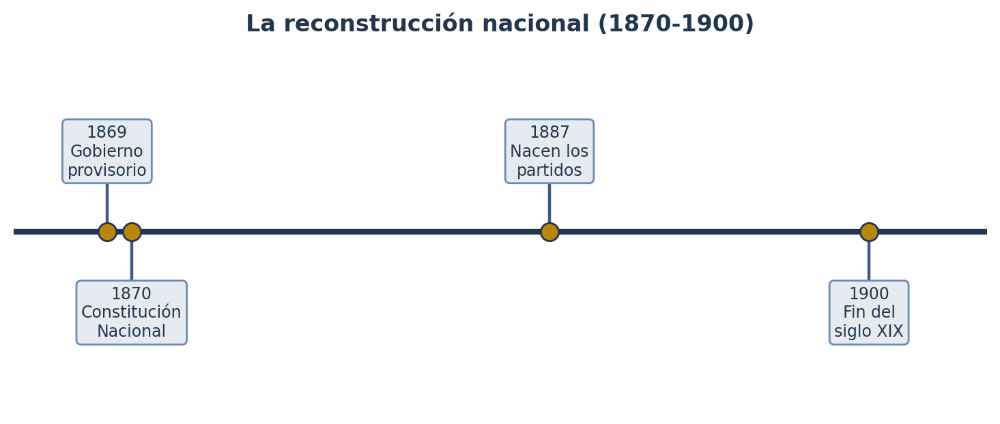 La reconstrucción nacional (1870-1900)
1869
Gobierno
provisorio
1887
Nacen los
partidos
1870
Constitución
Nacional
1900
Fin del
siglo XIX